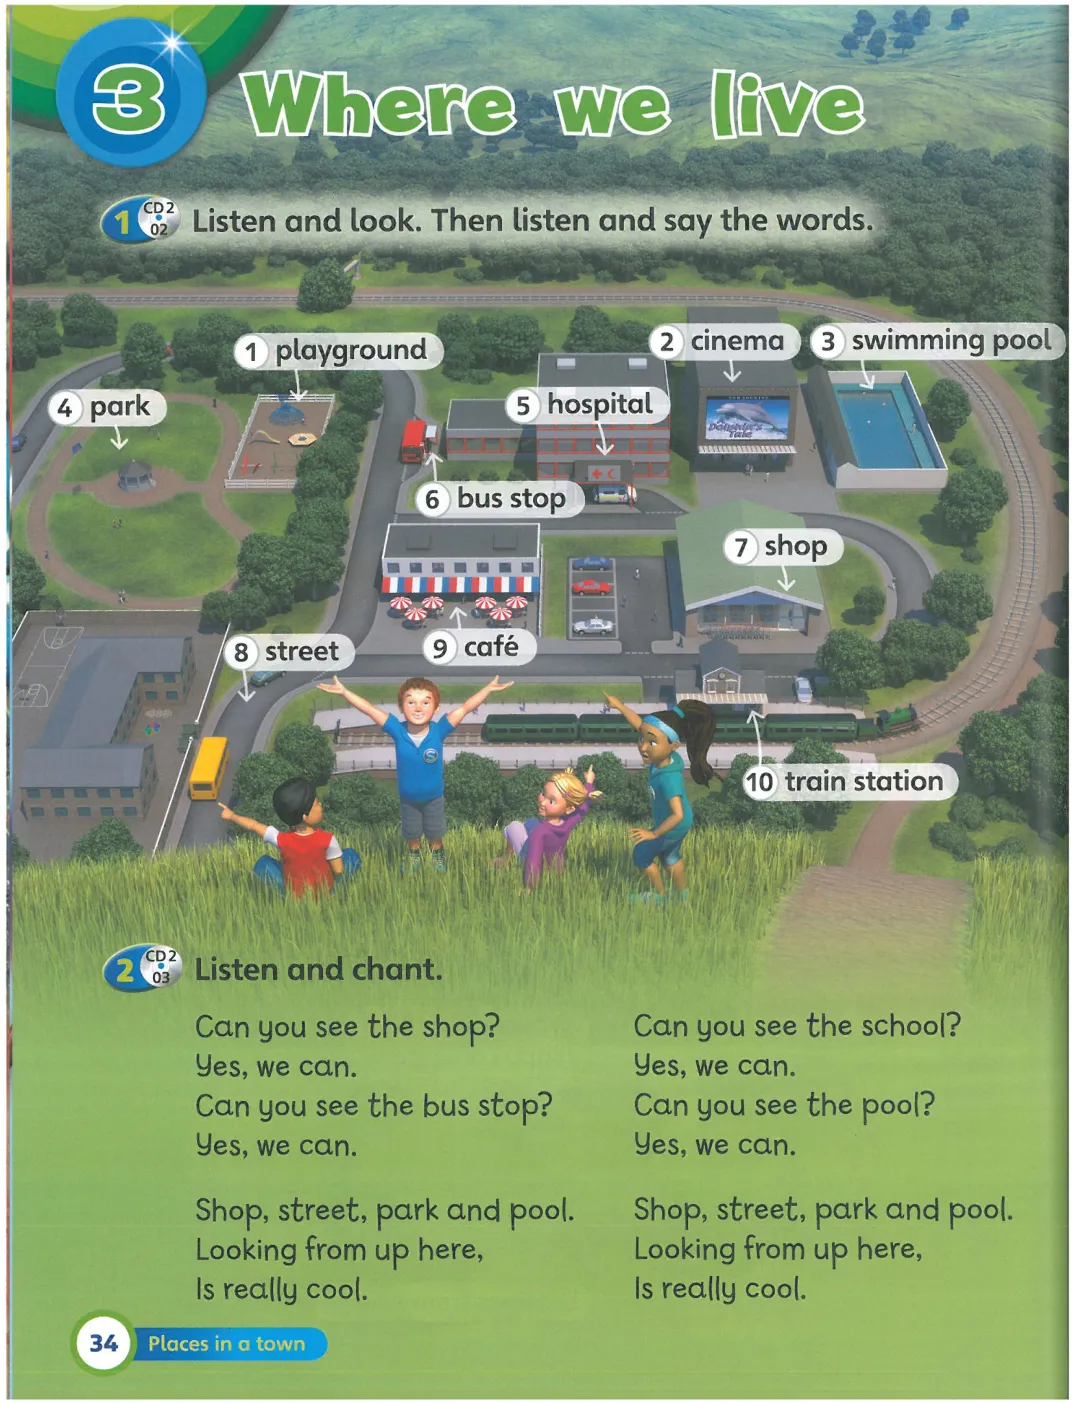 3 Where we live
1 CD2 02 Listen and look. Then listen and say the words.
1 playground
2 cinema
3 swimming pool
4 park
5 hospital
Dolphin's
Tale
6 bus stop
7 shop
8 street
9 café
10 train station
2 CD2 03 Listen and chant.
Can you see the shop?
Yes, we can.
Can you see the bus stop?
Yes, we can.
Shop, street, park and pool.
Looking from up here,
Is really cool.
Can you see the school?
Yes, we can.
Can you see the pool?
Yes, we can.
Shop, street, park and pool.
Looking from up here,
Is really cool.
34 Places in a town